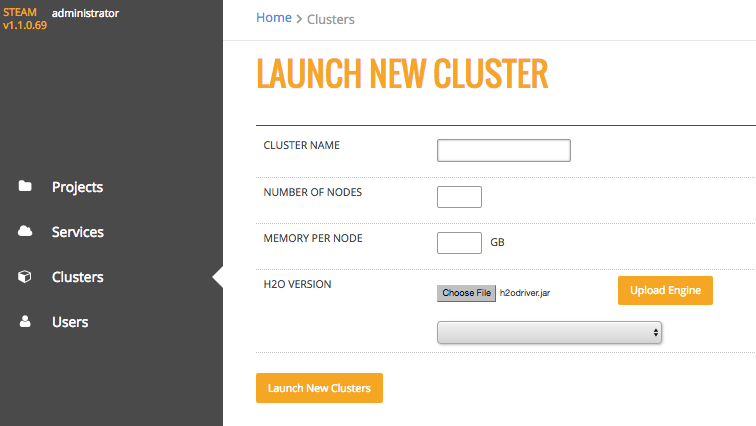 STEAM administrator
v1.1.0.69
Home > Clusters
LAUNCH NEW CLUSTER
Projects
Services
Clusters
Users
CLUSTER NAME
NUMBER OF NODES
MEMORY PER NODE GB
H2O VERSION Choose File h2odriver.jar Upload Engine
Launch New Clusters